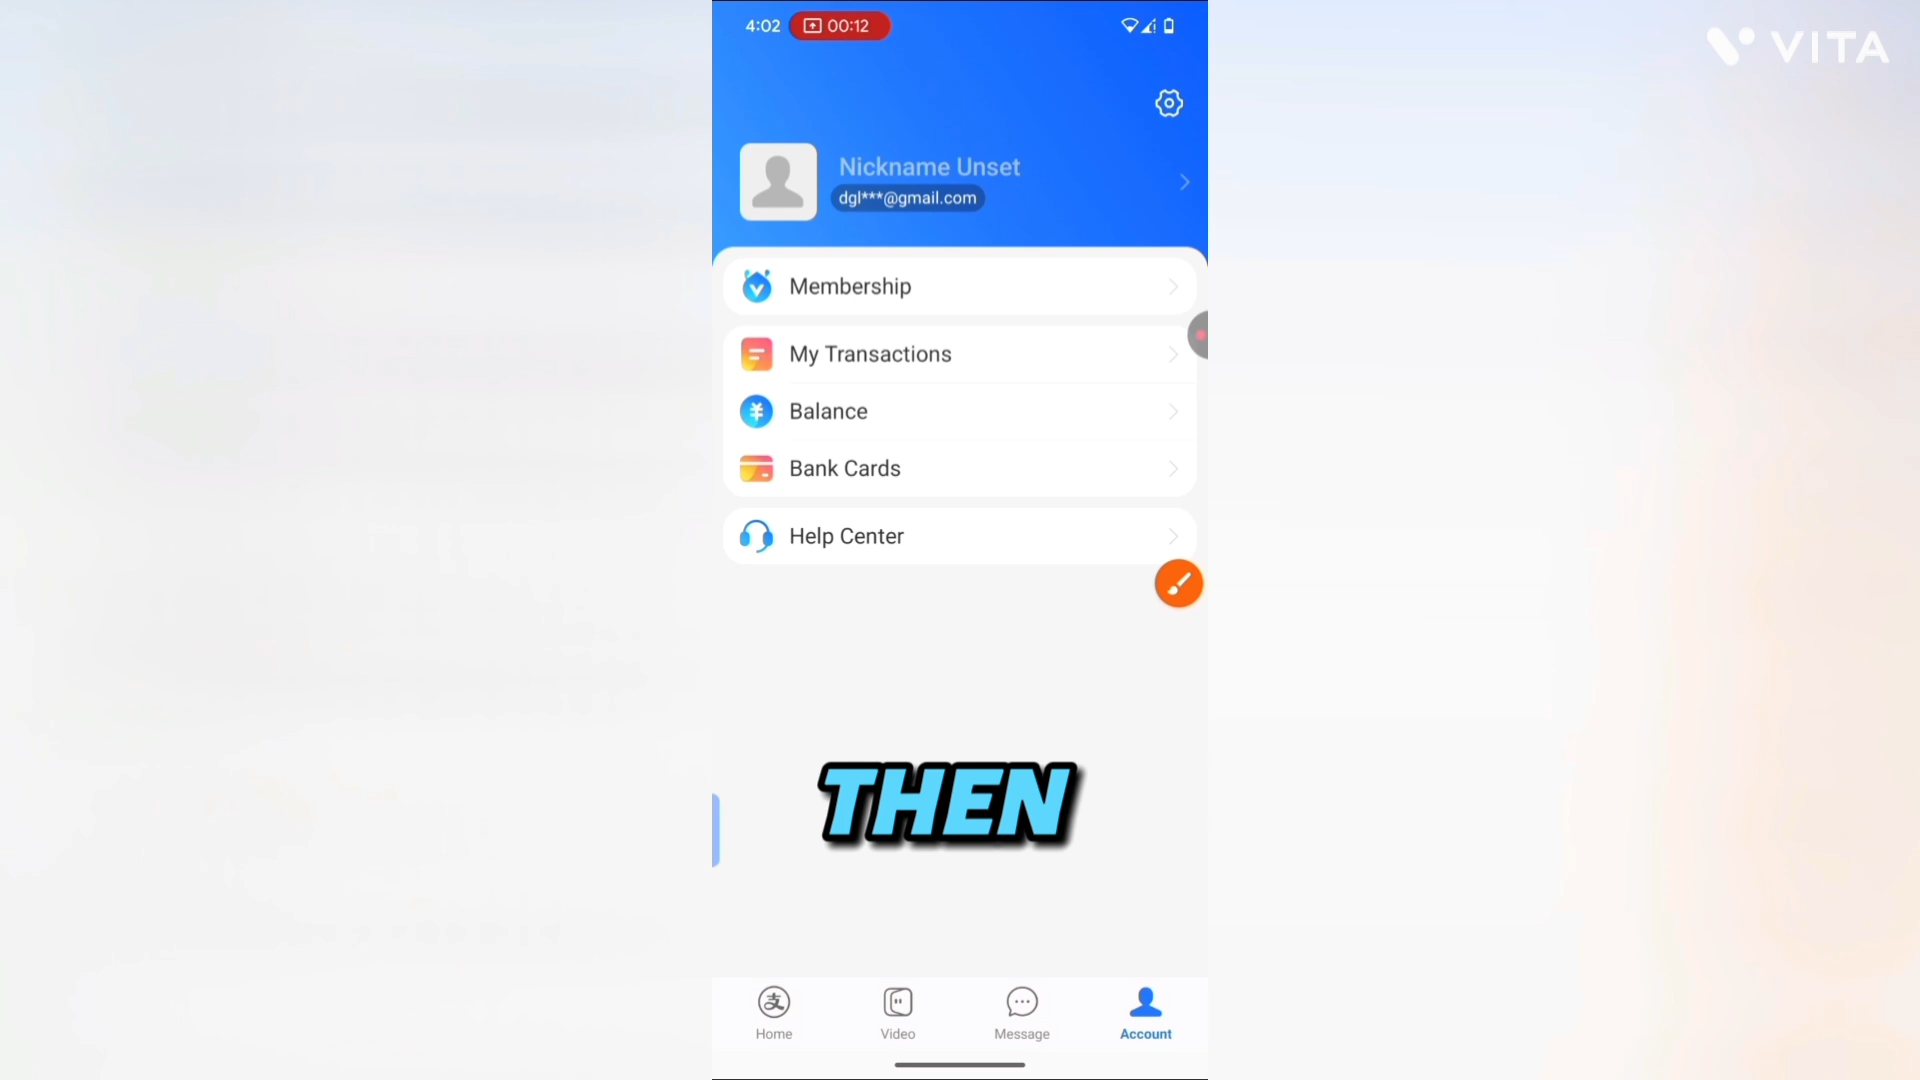 4:02
00:12
VITA
Nickname Unset
dgl***@gmail.com
Membership
My Transactions
¥
Balance
Bank Cards
Help Center
THEN
支
Home
Video
Message
Account